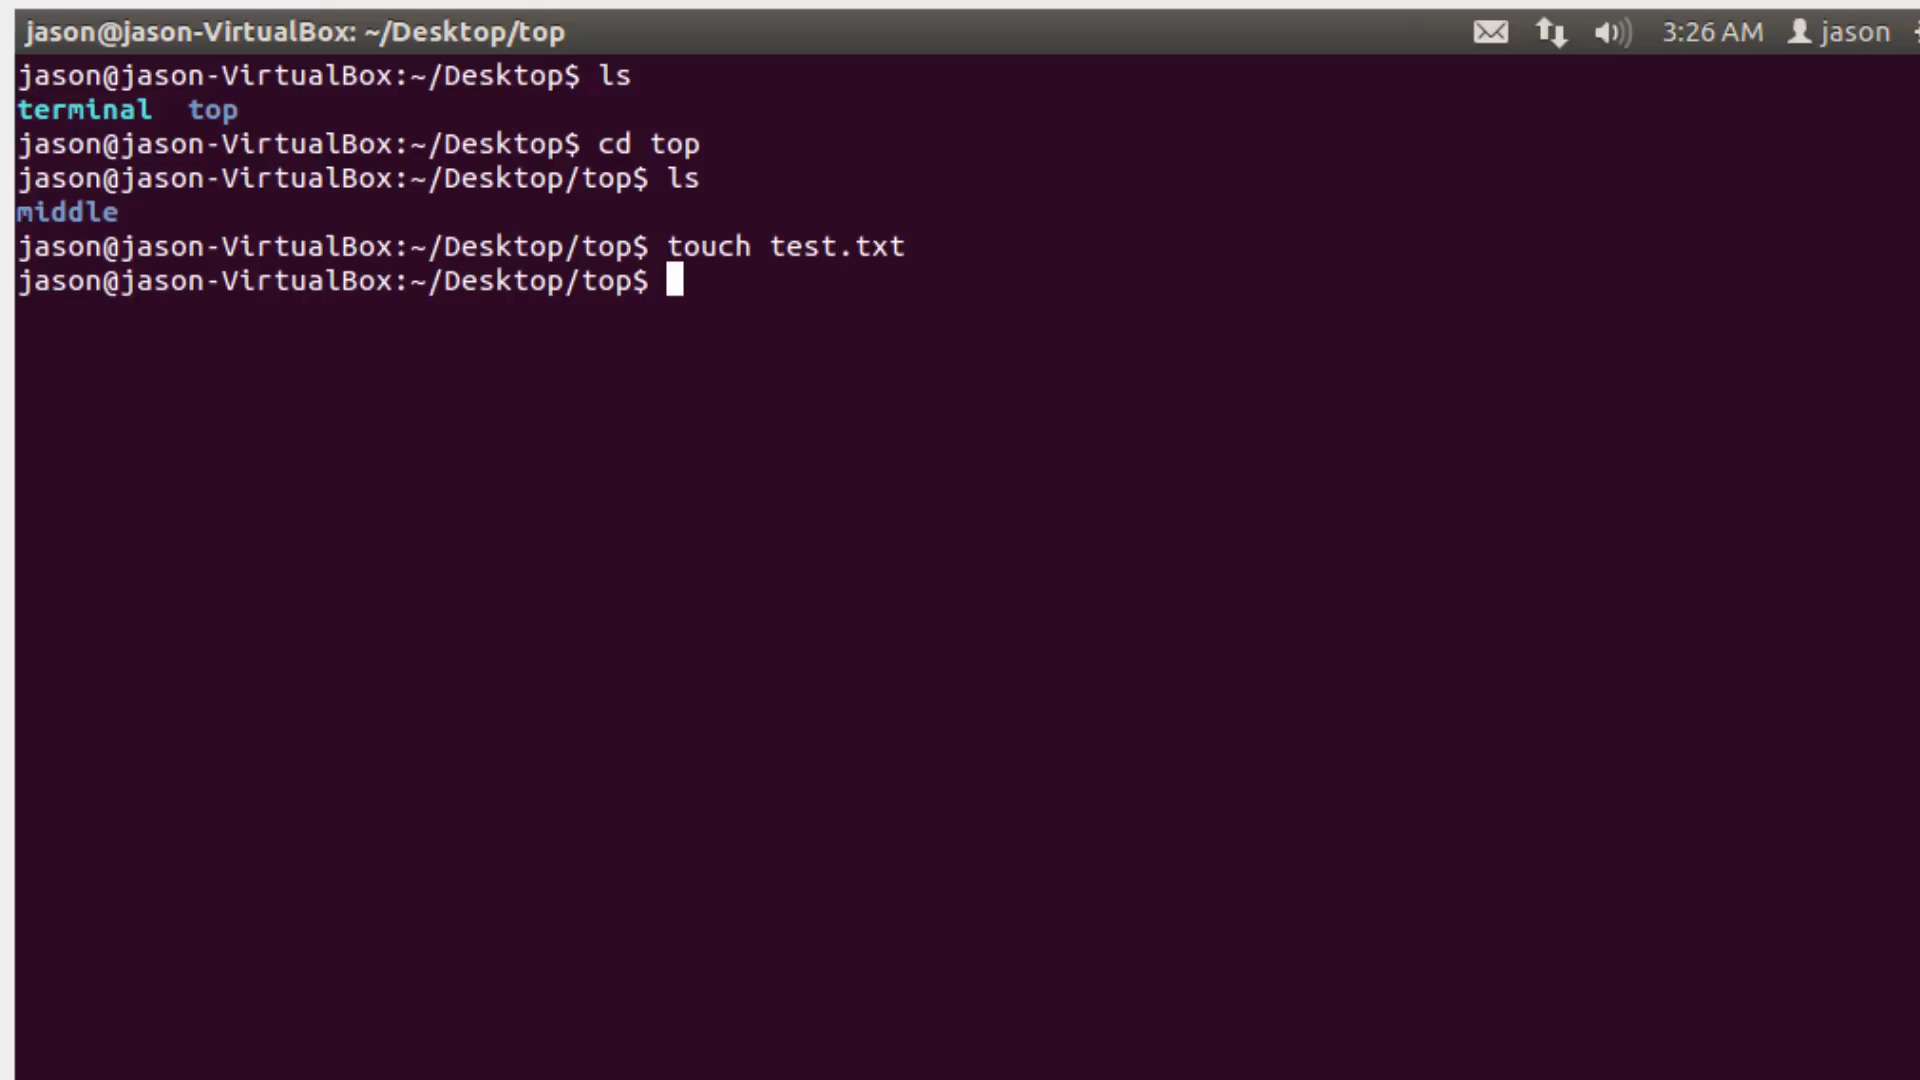 jason@jason-VirtualBox: ~/Desktop/top 3:26 AM jason
jason@jason-VirtualBox:~/Desktop$ ls
terminal  top
jason@jason-VirtualBox:~/Desktop$ cd top
jason@jason-VirtualBox:~/Desktop/top$ ls
middle
jason@jason-VirtualBox:~/Desktop/top$ touch test.txt
jason@jason-VirtualBox:~/Desktop/top$